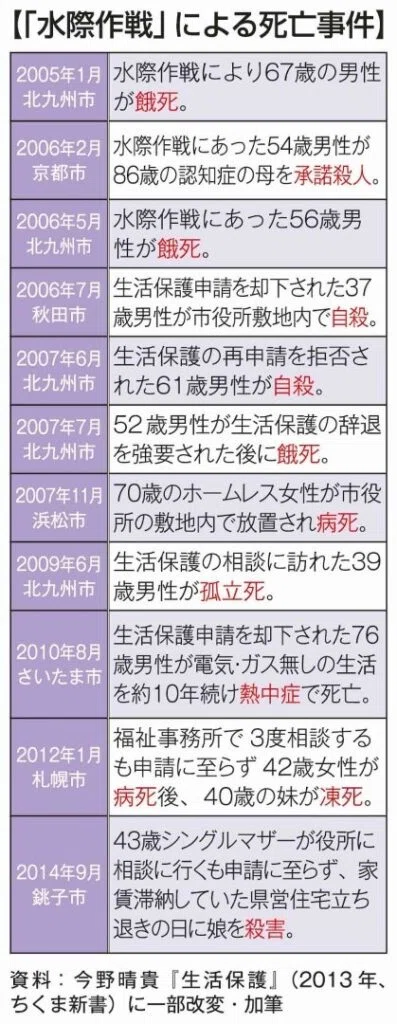 【「水際作戦」による死亡事件】
2005年1月
北九州市
水際作戦により67歳の男性
が餓死。
2006年2月
京都市
水際作戦にあった54歳男性が
86歳の認知症の母を承諾殺人。
2006年5月
北九州市
水際作戦にあった56歳男
性が餓死。
2006年7月
秋田市
生活保護申請を却下された37
歳男性が市役所敷地内で自殺。
2007年6月
北九州市
生活保護の再申請を拒否さ
れた61歳男性が自殺。
2007年7月
北九州市
52歳男性が生活保護の辞退
を強要された後に餓死。
2007年11月
浜松市
70歳のホームレス女性が市役
所の敷地内で放置され病死。
2009年6月
北九州市
生活保護の相談に訪れた39
歳男性が孤立死。
2010年8月
さいたま市
生活保護申請を却下された76
歳男性が電気・ガス無しの生活
を約10年続け熱中症で死亡。
2012年1月
札幌市
福祉事務所で3度相談する
も申請に至らず42歳女性が
病死後、40歳の妹が凍死。
2014年9月
銚子市
43歳シングルマザーが役所に
相談に行くも申請に至らず、家
賃滞納していた県営住宅立ち
退きの日に娘を殺害。
資料：今野晴貴『生活保護』（2013年、
ちくま新書）に一部改変・加筆